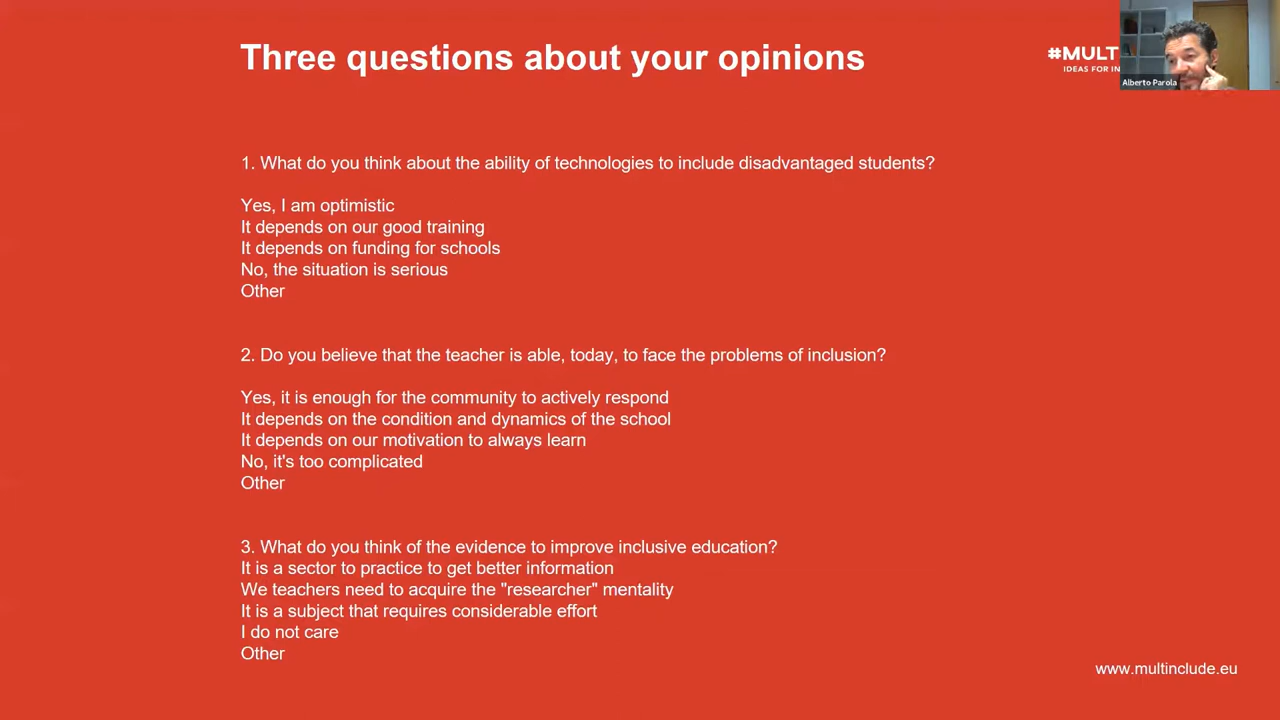 Three questions about your opinions
#MULT
IDEAS FOR IN
Alberto Parola
1. What do you think about the ability of technologies to include disadvantaged students?
Yes, I am optimistic
It depends on our good training
It depends on funding for schools
No, the situation is serious
Other
2. Do you believe that the teacher is able, today, to face the problems of inclusion?
Yes, it is enough for the community to actively respond
It depends on the condition and dynamics of the school
It depends on our motivation to always learn
No, it's too complicated
Other
3. What do you think of the evidence to improve inclusive education?
It is a sector to practice to get better information
We teachers need to acquire the "researcher" mentality
It is a subject that requires considerable effort
I do not care
Other
www.multinclude.eu